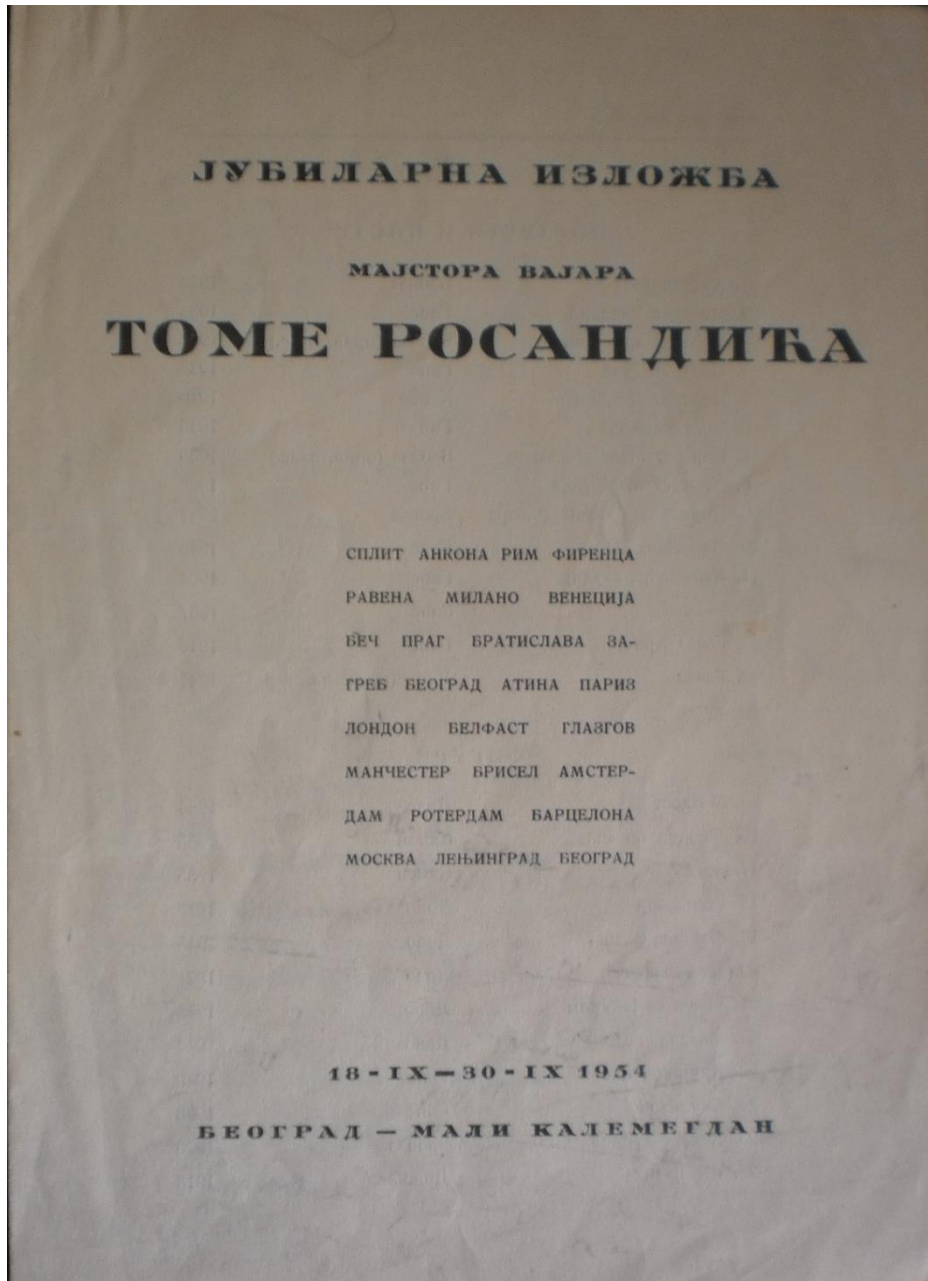 ЈУБИЛАРНА ИЗЛОЖБА
МАЈСТОРА ВАЈАРА
ТОМЕ РОСАНДИЋА
СПЛИТ АНКОНА РИМ ФИРЕНЦА
РАВЕНА МИЛАНО ВЕНЕЦИЈА
БЕЧ ПРАГ БРАТИСЛАВА ЗА-
ГРЕБ БЕОГРАД АТИНА ПАРИЗ
ЛОНДОН БЕЛФАСТ ГЛАЗГОВ
МАНЧЕСТЕР БРИСЕЛ АМСТЕР-
ДАМ РОТЕРДАМ БАРЦЕЛОНА
МОСКВА ЛЕЊИНГРАД БЕОГРАД
18 - IX — 30 - IX 1954
БЕОГРАД — МАЛИ КАЛЕМЕГДАН